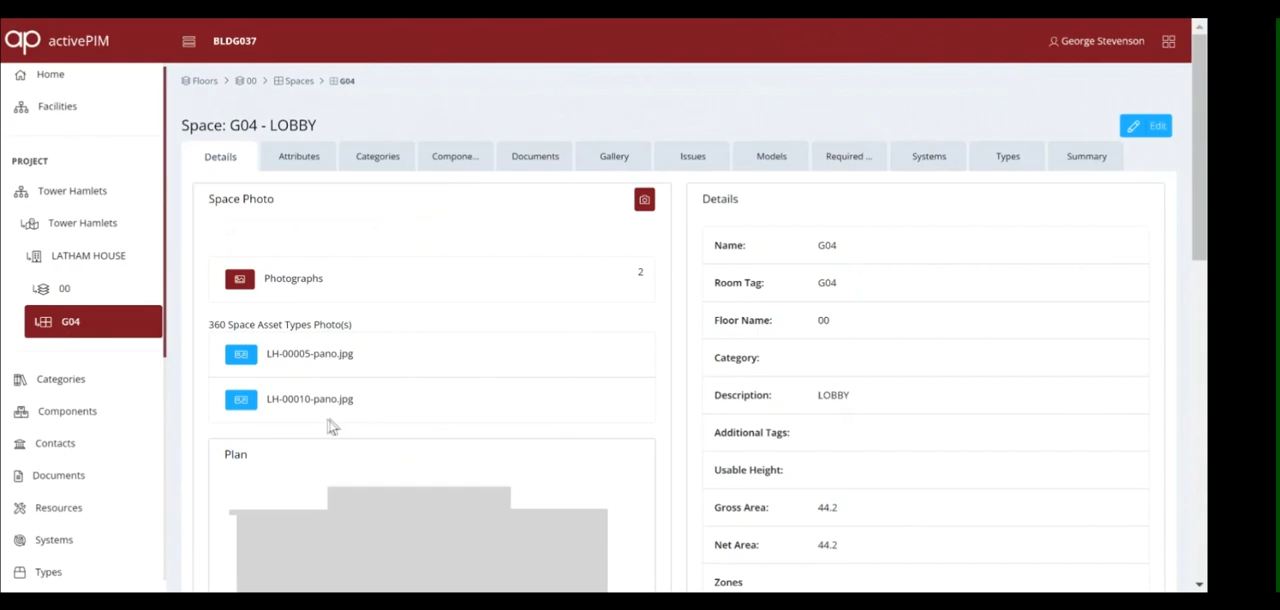 ap activePIM
BLDG037
George Stevenson
Home
Facilities
PROJECT
Tower Hamlets
Tower Hamlets
LATHAM HOUSE
00
G04
Categories
Components
Contacts
Documents
Resources
Systems
Types
Floors > 00 > Spaces > G04
Space: G04 - LOBBY
Edit
Details Attributes Categories Compone... Documents Gallery Issues Models Required ... Systems Types Summary
Space Photo
Photographs 2
360 Space Asset Types Photo(s)
LH-00005-pano.jpg
LH-00010-pano.jpg
Plan
Details
Name: G04
Room Tag: G04
Floor Name: 00
Category:
Description: LOBBY
Additional Tags:
Usable Height:
Gross Area: 44.2
Net Area: 44.2
Zones